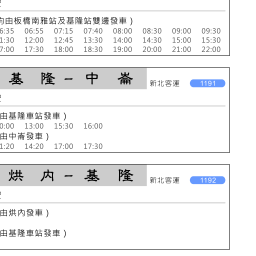 向由板橋南雅站及基隆站雙邊發車)
6:35 06:55 07:15 07:40 08:00 08:30 09:00 09:30
1:30 12:00 12:45 13:30 14:00 14:30 15:00 15:30
7:00 17:30 18:00 18:30 19:00 20:00 21:00 22:00
基 隆 － 中 崙
新北客運 1191
由基隆車站發車)
0:00 13:00 15:30 16:00
由中崙發車)
1:20 14:20 17:00 17:30
烘 內 － 基 隆
新北客運 1192
由烘內發車)
由基隆車站發車)